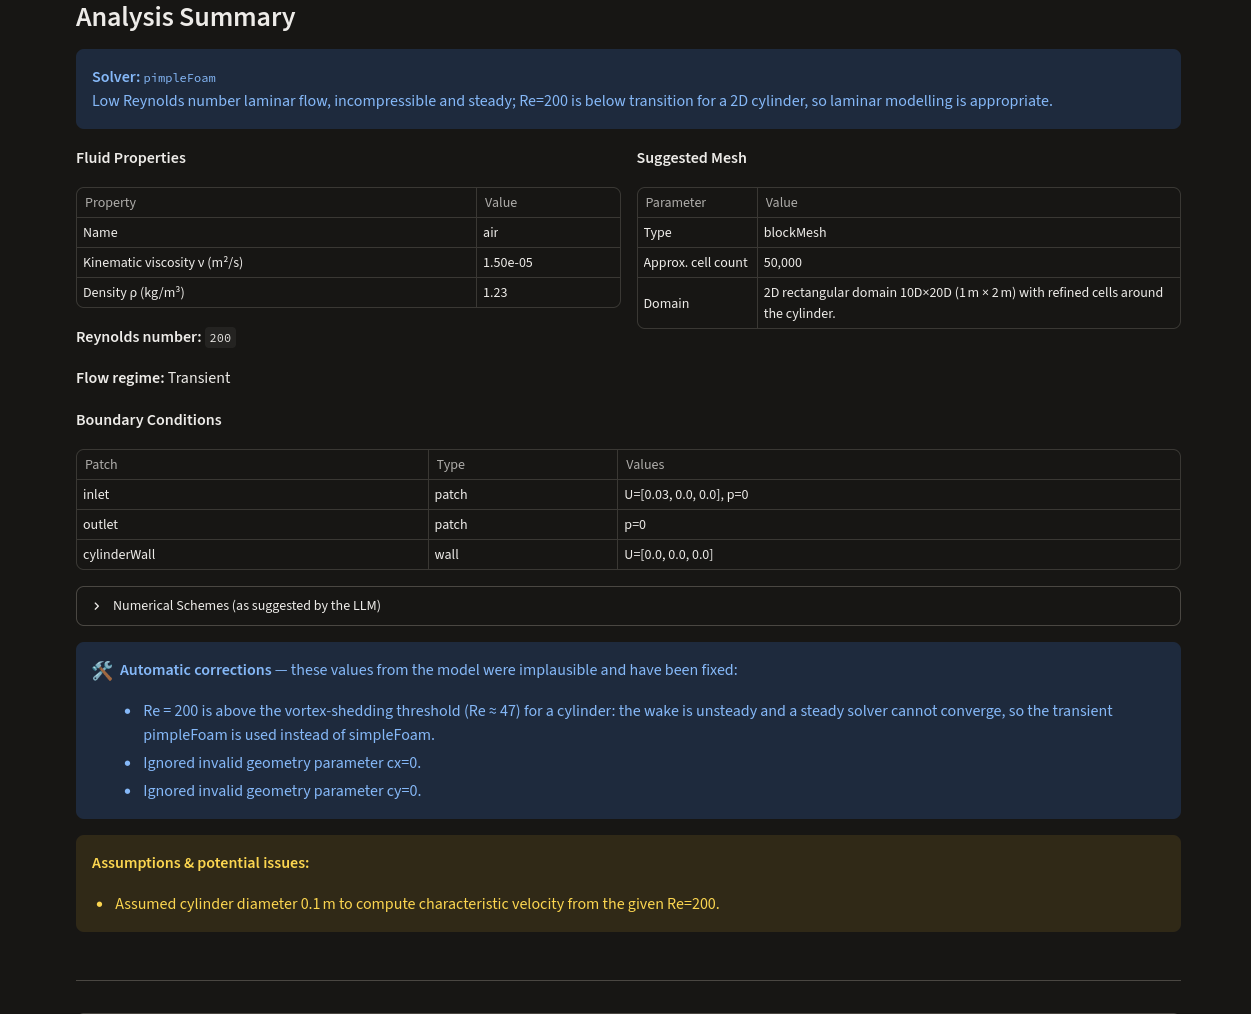 Analysis Summary
Solver: pimpleFoam
Low Reynolds number laminar flow, incompressible and steady; Re=200 is below transition for a 2D cylinder, so laminar modelling is appropriate.
Fluid Properties
Property Value
Name air
Kinematic viscosity ν (m²/s) 1.50e-05
Density ρ (kg/m³) 1.23
Reynolds number: 200
Flow regime: Transient
Suggested Mesh
Parameter Value
Type blockMesh
Approx. cell count 50,000
Domain 2D rectangular domain 10D×20D (1 m × 2 m) with refined cells around
the cylinder.
Boundary Conditions
Patch Type Values
inlet patch U=[0.03, 0.0, 0.0], p=0
outlet patch p=0
cylinderWall wall U=[0.0, 0.0, 0.0]
Numerical Schemes (as suggested by the LLM)
🛠️ Automatic corrections — these values from the model were implausible and have been fixed:
• Re = 200 is above the vortex-shedding threshold (Re ≈ 47) for a cylinder: the wake is unsteady and a steady solver cannot converge, so the transient
pimpleFoam is used instead of simpleFoam.
• Ignored invalid geometry parameter cx=0.
• Ignored invalid geometry parameter cy=0.
Assumptions & potential issues:
• Assumed cylinder diameter 0.1 m to compute characteristic velocity from the given Re=200.